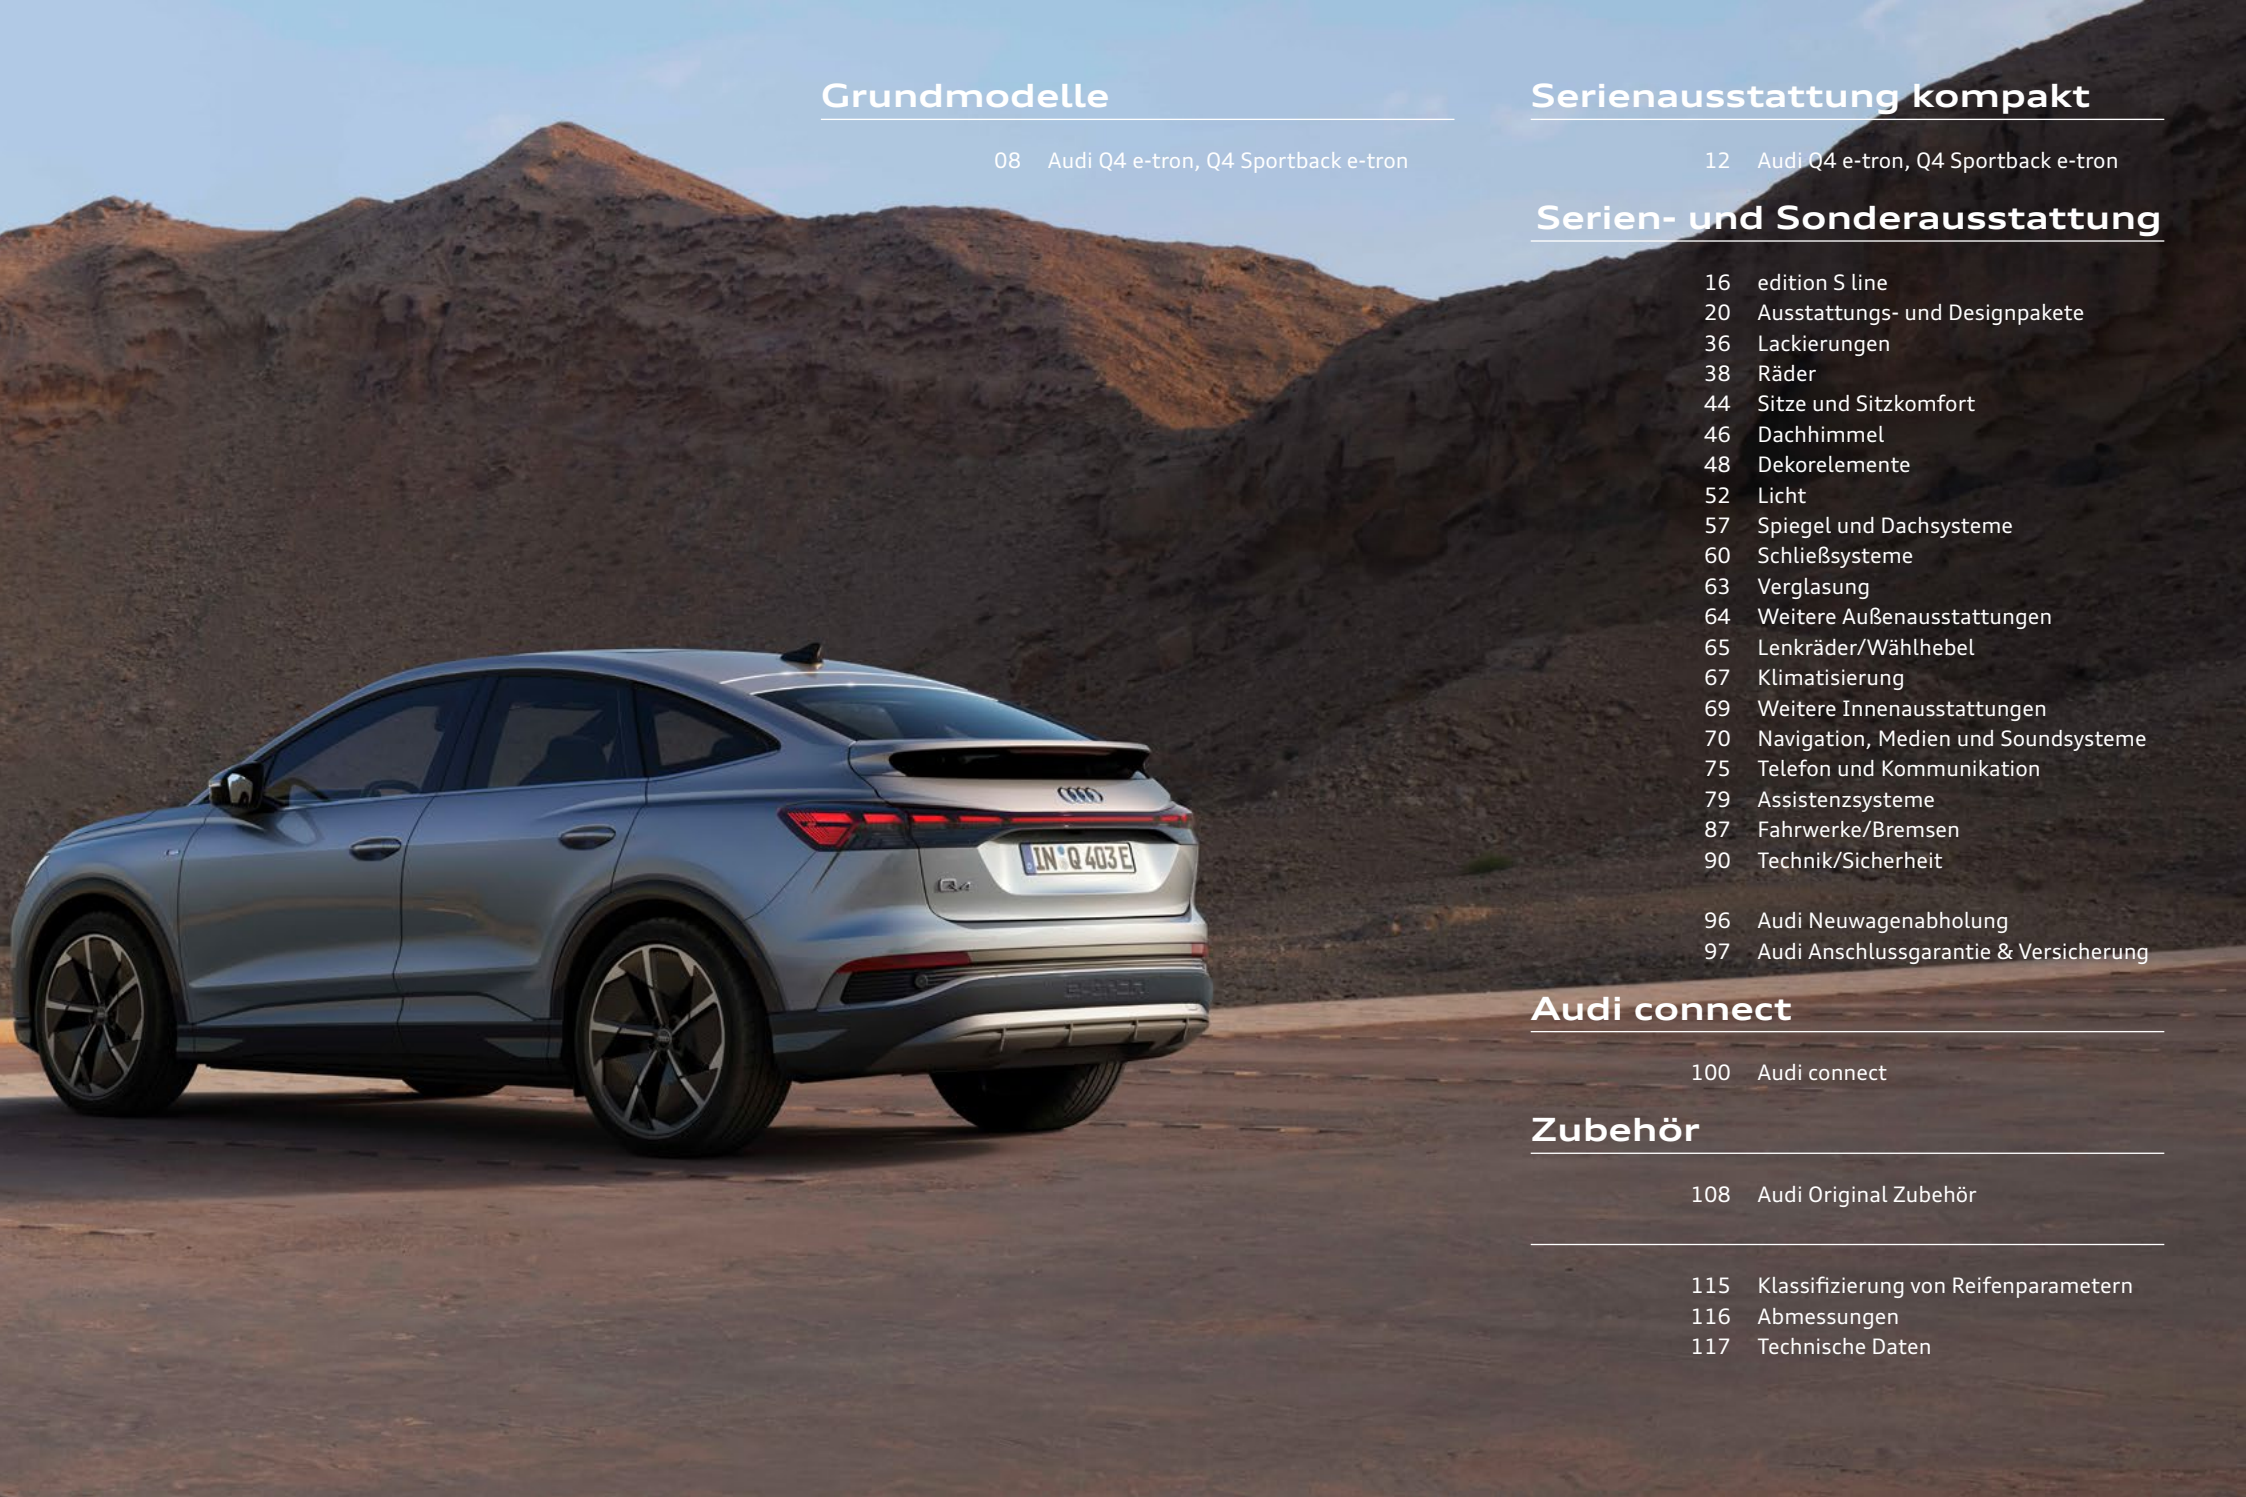 Grundmodelle
08 Audi Q4 e-tron, Q4 Sportback e-tron
Serienausstattung kompakt
12 Audi Q4 e-tron, Q4 Sportback e-tron
Serien- und Sonderausstattung
16 edition S line
20 Ausstattungs- und Designpakete
36 Lackierungen
38 Räder
44 Sitze und Sitzkomfort
46 Dachhimmel
48 Dekorelemente
52 Licht
57 Spiegel und Dachsysteme
60 Schließsysteme
63 Verglasung
64 Weitere Außenausstattungen
65 Lenkräder/Wählhebel
67 Klimatisierung
69 Weitere Innenausstattungen
70 Navigation, Medien und Soundsysteme
75 Telefon und Kommunikation
79 Assistenzsysteme
87 Fahrwerke/Bremsen
90 Technik/Sicherheit
96 Audi Neuwagenabholung
97 Audi Anschlussgarantie & Versicherung
Audi connect
100 Audi connect
Zubehör
108 Audi Original Zubehör
115 Klassifizierung von Reifenparametern
116 Abmessungen
117 Technische Daten
IN Q 403 E
Q4
e-tron